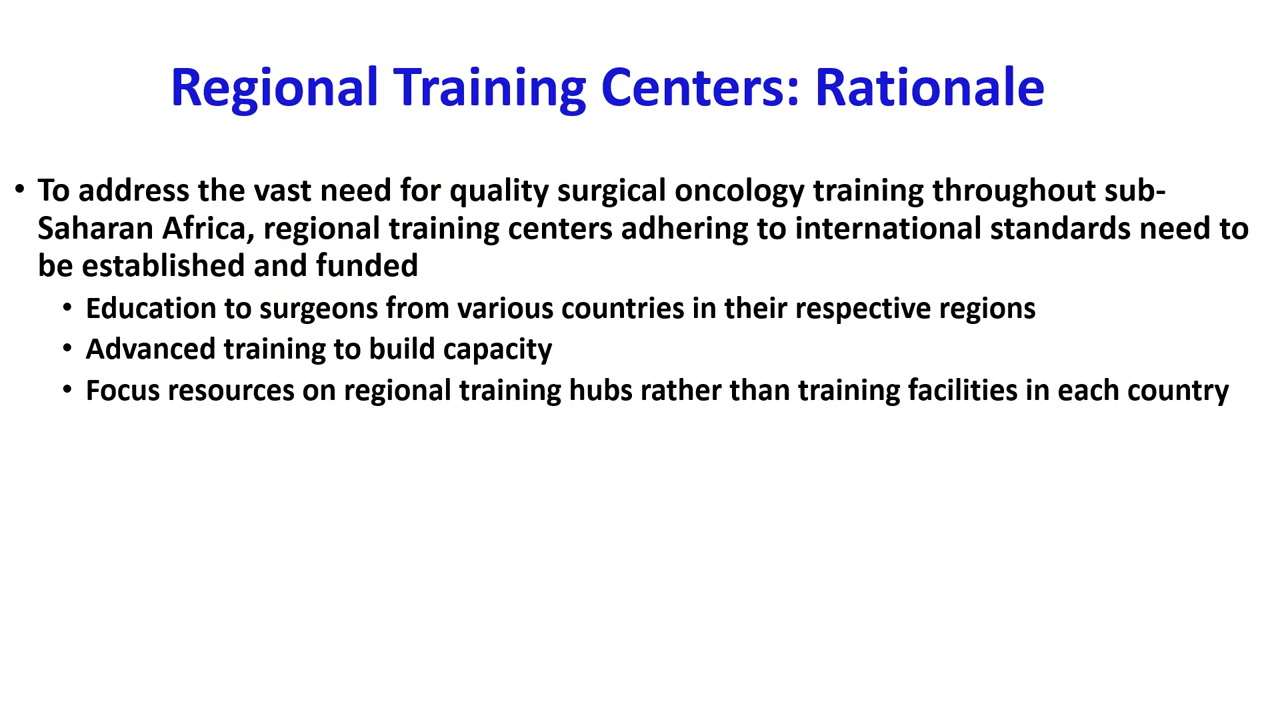 Regional Training Centers: Rationale
• To address the vast need for quality surgical oncology training throughout sub-
Saharan Africa, regional training centers adhering to international standards need to
be established and funded
• Education to surgeons from various countries in their respective regions
• Advanced training to build capacity
• Focus resources on regional training hubs rather than training facilities in each country